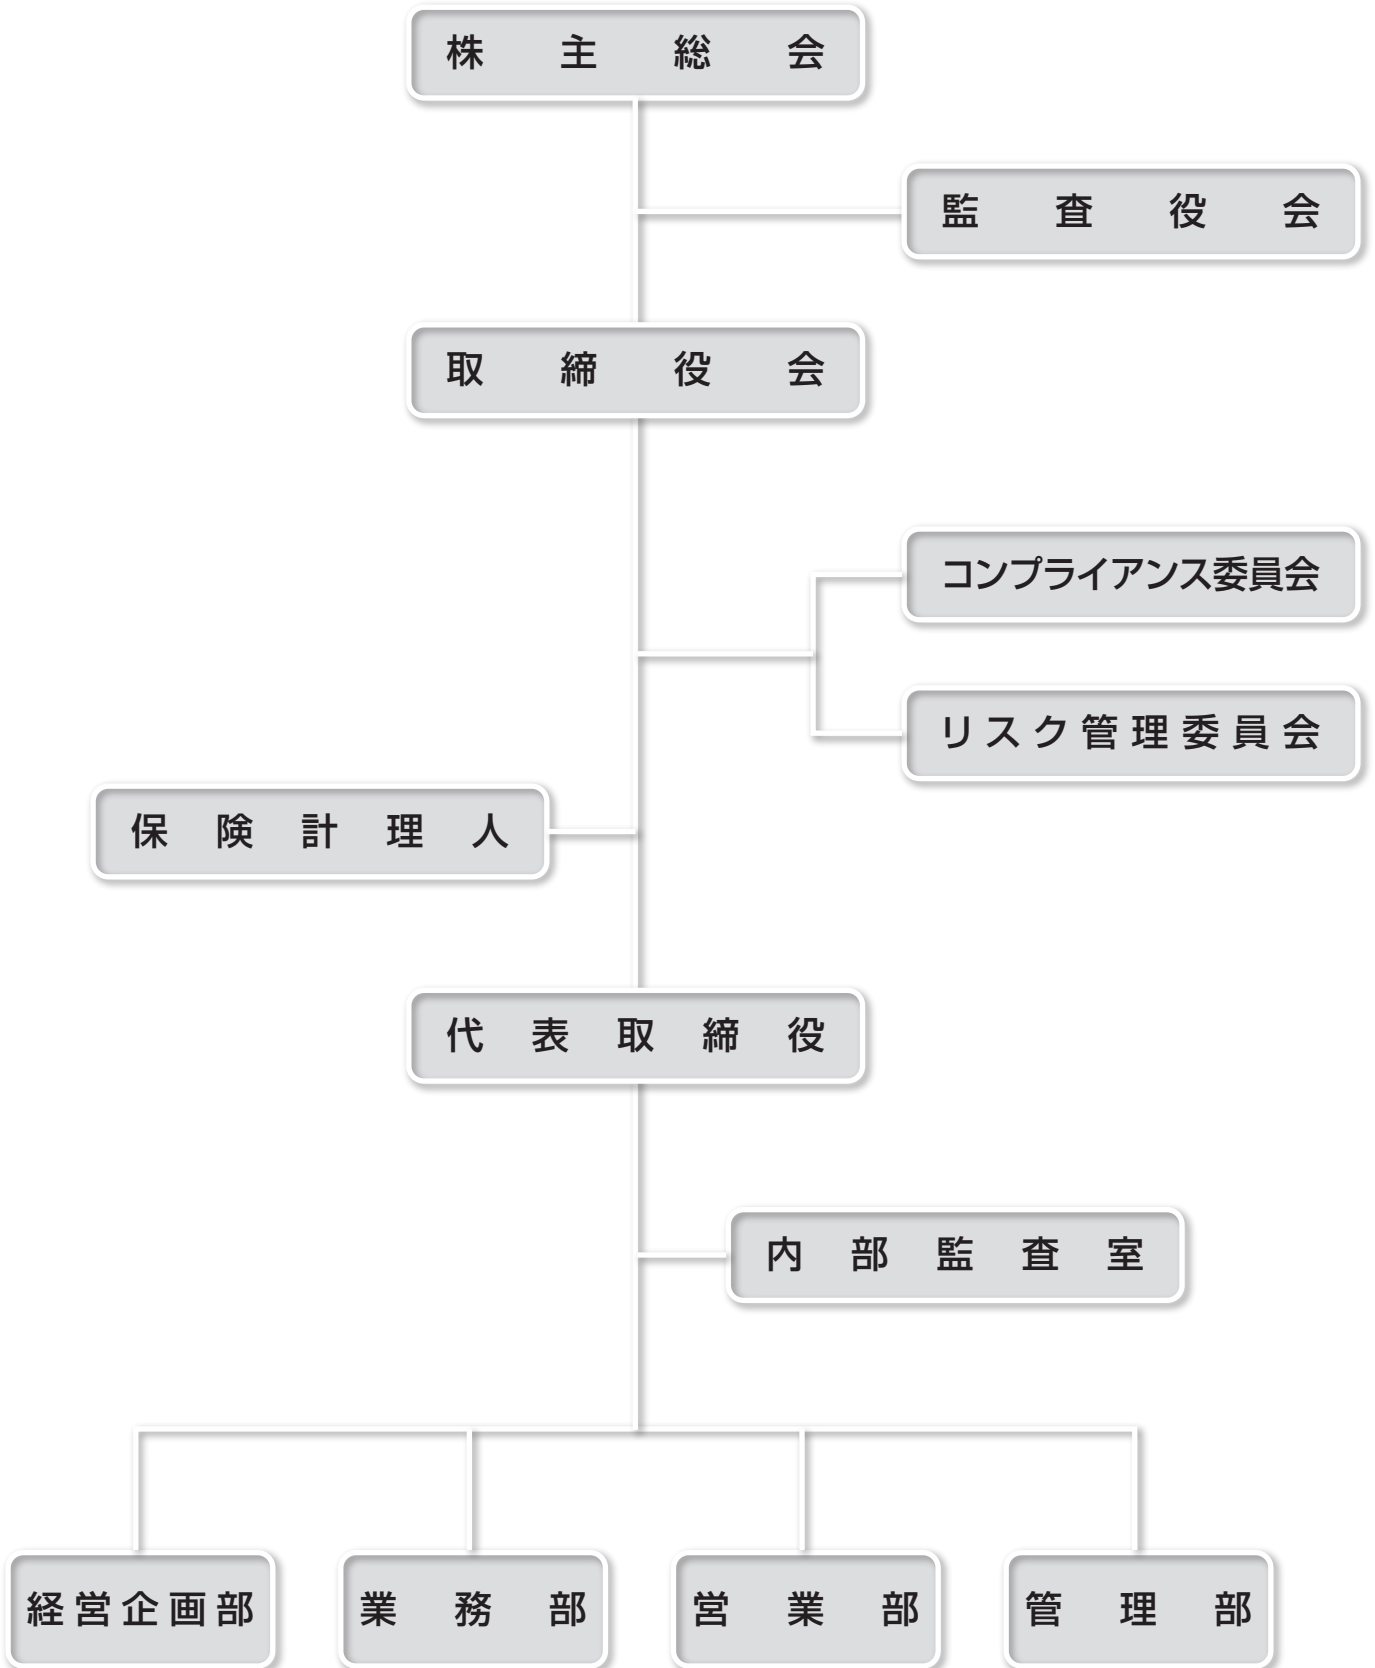 株主総会
監査役会
取締役会
コンプライアンス委員会
リスク管理委員会
保険計理人
代表取締役
内部監査室
経営企画部
業務部
営業部
管理部